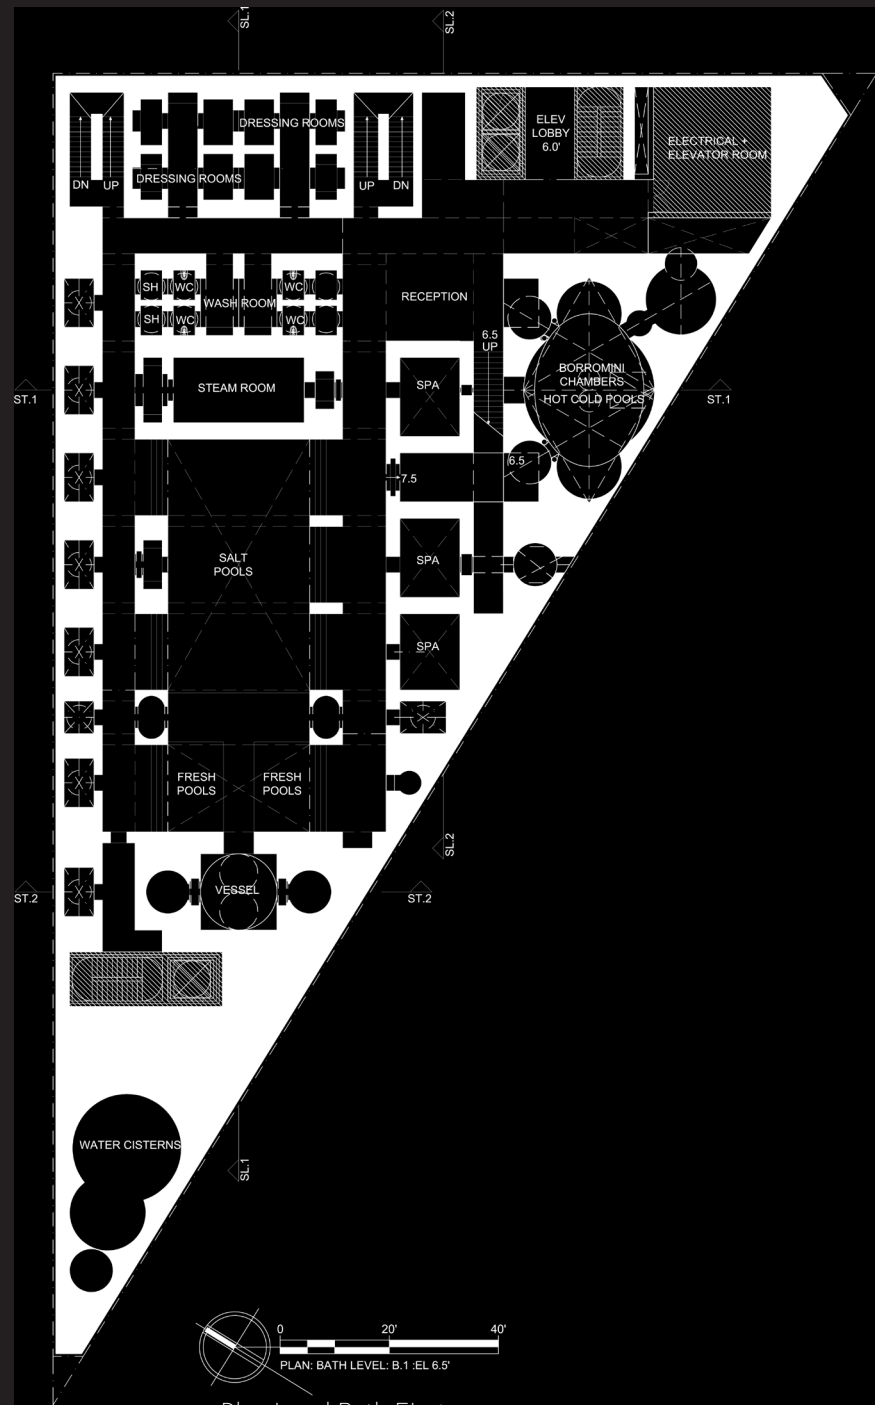 SL.1
SL.2
DRESSING ROOMS
ELEV
LOBBY
6.0'
ELECTRICAL +
ELEVATOR ROOM
DN
UP
DRESSING ROOMS
UP
DN
SH
WC
WC
RECEPTION
WASH ROOM
SH
WC
WC
6.5
UP
BORROMINI
CHAMBERS
HOT COLD POOLS
STEAM ROOM
SPA
ST.1
ST.1
6.5
7.5
SALT
POOLS
SPA
SPA
FRESH
POOLS
FRESH
POOLS
SL.2
VESSEL
ST.2
ST.2
WATER CISTERNS
SL.1
0
20'
40'
PLAN: BATH LEVEL: B.1 :EL 6.5'